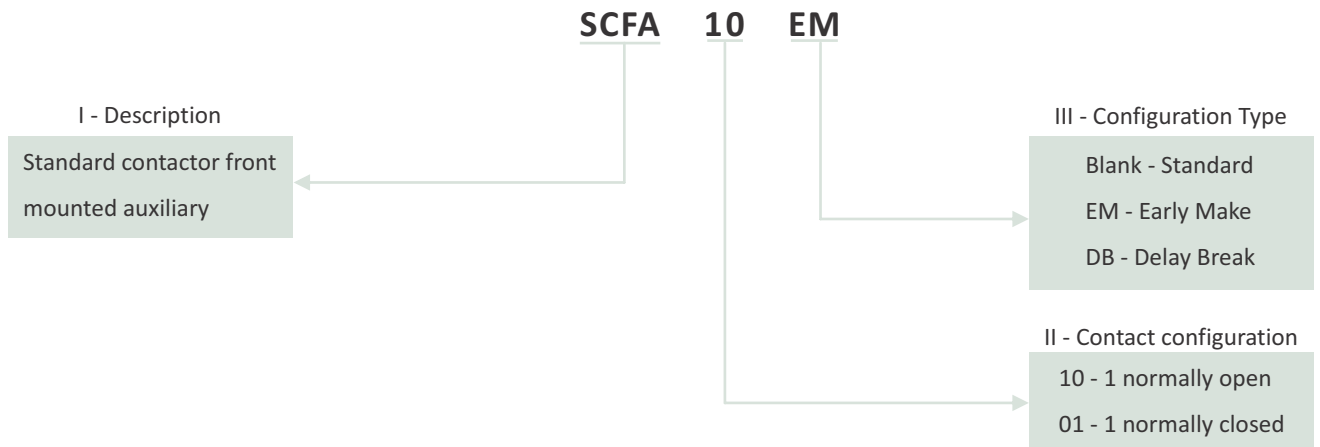 SCFA 10 EM
I - Description
Standard contactor front
mounted auxiliary
III - Configuration Type
Blank - Standard
EM - Early Make
DB - Delay Break
II - Contact configuration
10 - 1 normally open
01 - 1 normally closed